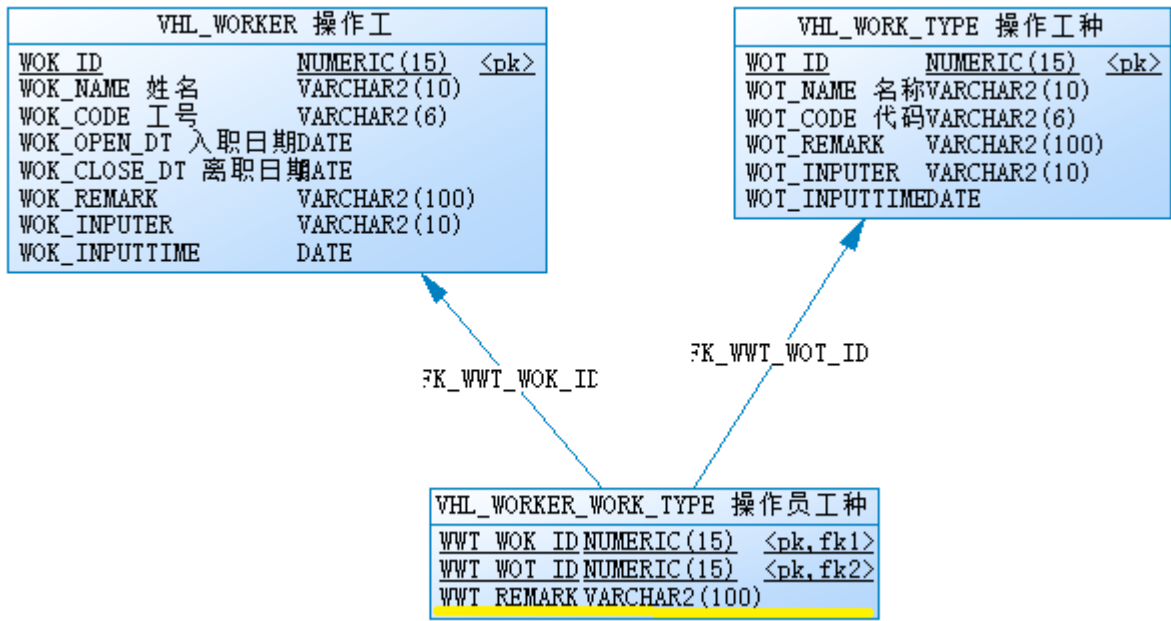 VHL_WORKER 操作工
WOK_ID NUMERIC(15) <pk>
WOK_NAME 姓名 VARCHAR2(10)
WOK_CODE 工号 VARCHAR2(6)
WOK_OPEN_DT 入职日期DATE
WOK_CLOSE_DT 离职日期DATE
WOK_REMARK VARCHAR2(100)
WOK_INPUTER VARCHAR2(10)
WOK_INPUTTIME DATE
VHL_WORK_TYPE 操作工种
WOT_ID NUMERIC(15) <pk>
WOT_NAME 名称VARCHAR2(10)
WOT_CODE 代码VARCHAR2(6)
WOT_REMARK VARCHAR2(100)
WOT_INPUTER VARCHAR2(10)
WOT_INPUTTIMEDATE
FK_WWT_WOK_ID
FK_WWT_WOT_ID
VHL_WORKER_WORK_TYPE 操作员工种
WWT_WOK_ID NUMERIC(15) <pk,fk1>
WWT_WOT_ID NUMERIC(15) <pk,fk2>
WWT_REMARK VARCHAR2(100)